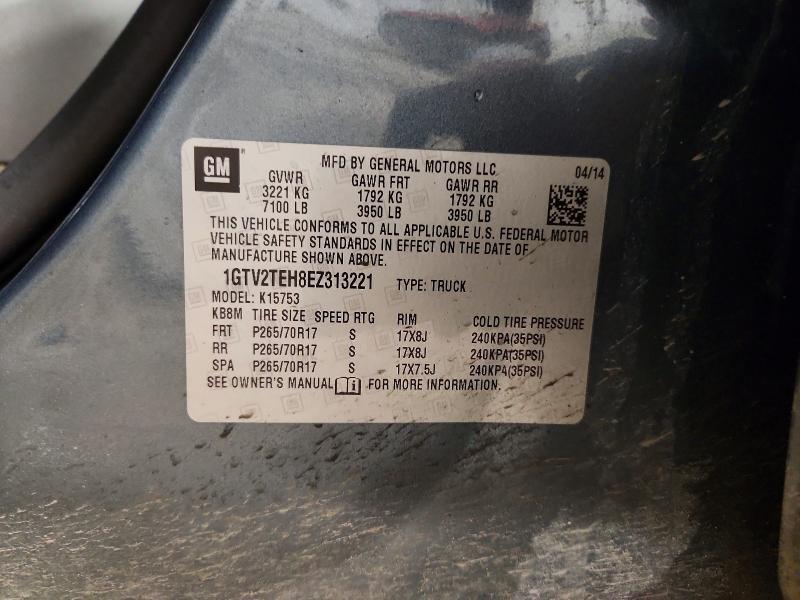 GM
MFD BY GENERAL MOTORS LLC
04/14
GVWR GAWR FRT GAWR RR
3221 KG 1792 KG 1792 KG
7100 LB 3950 LB 3950 LB
THIS VEHICLE CONFORMS TO ALL APPLICABLE U.S. FEDERAL MOTOR
VEHICLE SAFETY STANDARDS IN EFFECT ON THE DATE OF
MANUFACTURE SHOWN ABOVE.
1GTV2TEH8EZ313221 TYPE: TRUCK
MODEL: K15753
KB8M TIRE SIZE SPEED RTG RIM COLD TIRE PRESSURE
FRT P265/70R17 S 17X8J 240KPA(35PSI)
RR P265/70R17 S 17X8J 240KPA(35PSI)
SPA P265/70R17 S 17X7.5J 240KPA(35PSI)
SEE OWNER'S MANUAL FOR MORE INFORMATION.